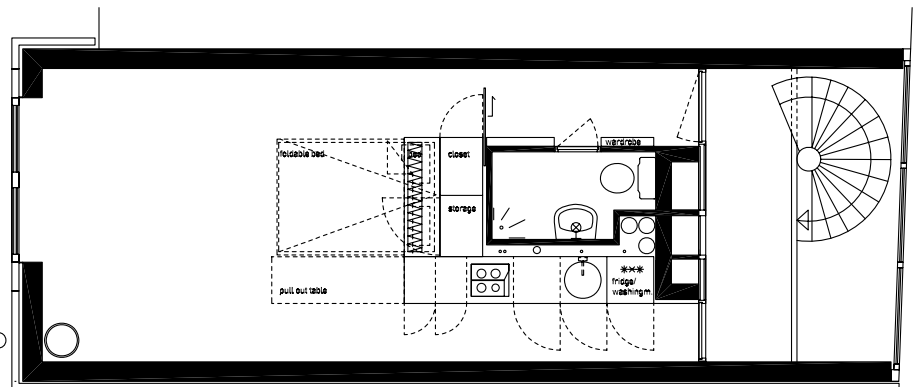 foldable bed
bed
closet
wardrobe
storage
pull out table
fridge/
washingm.